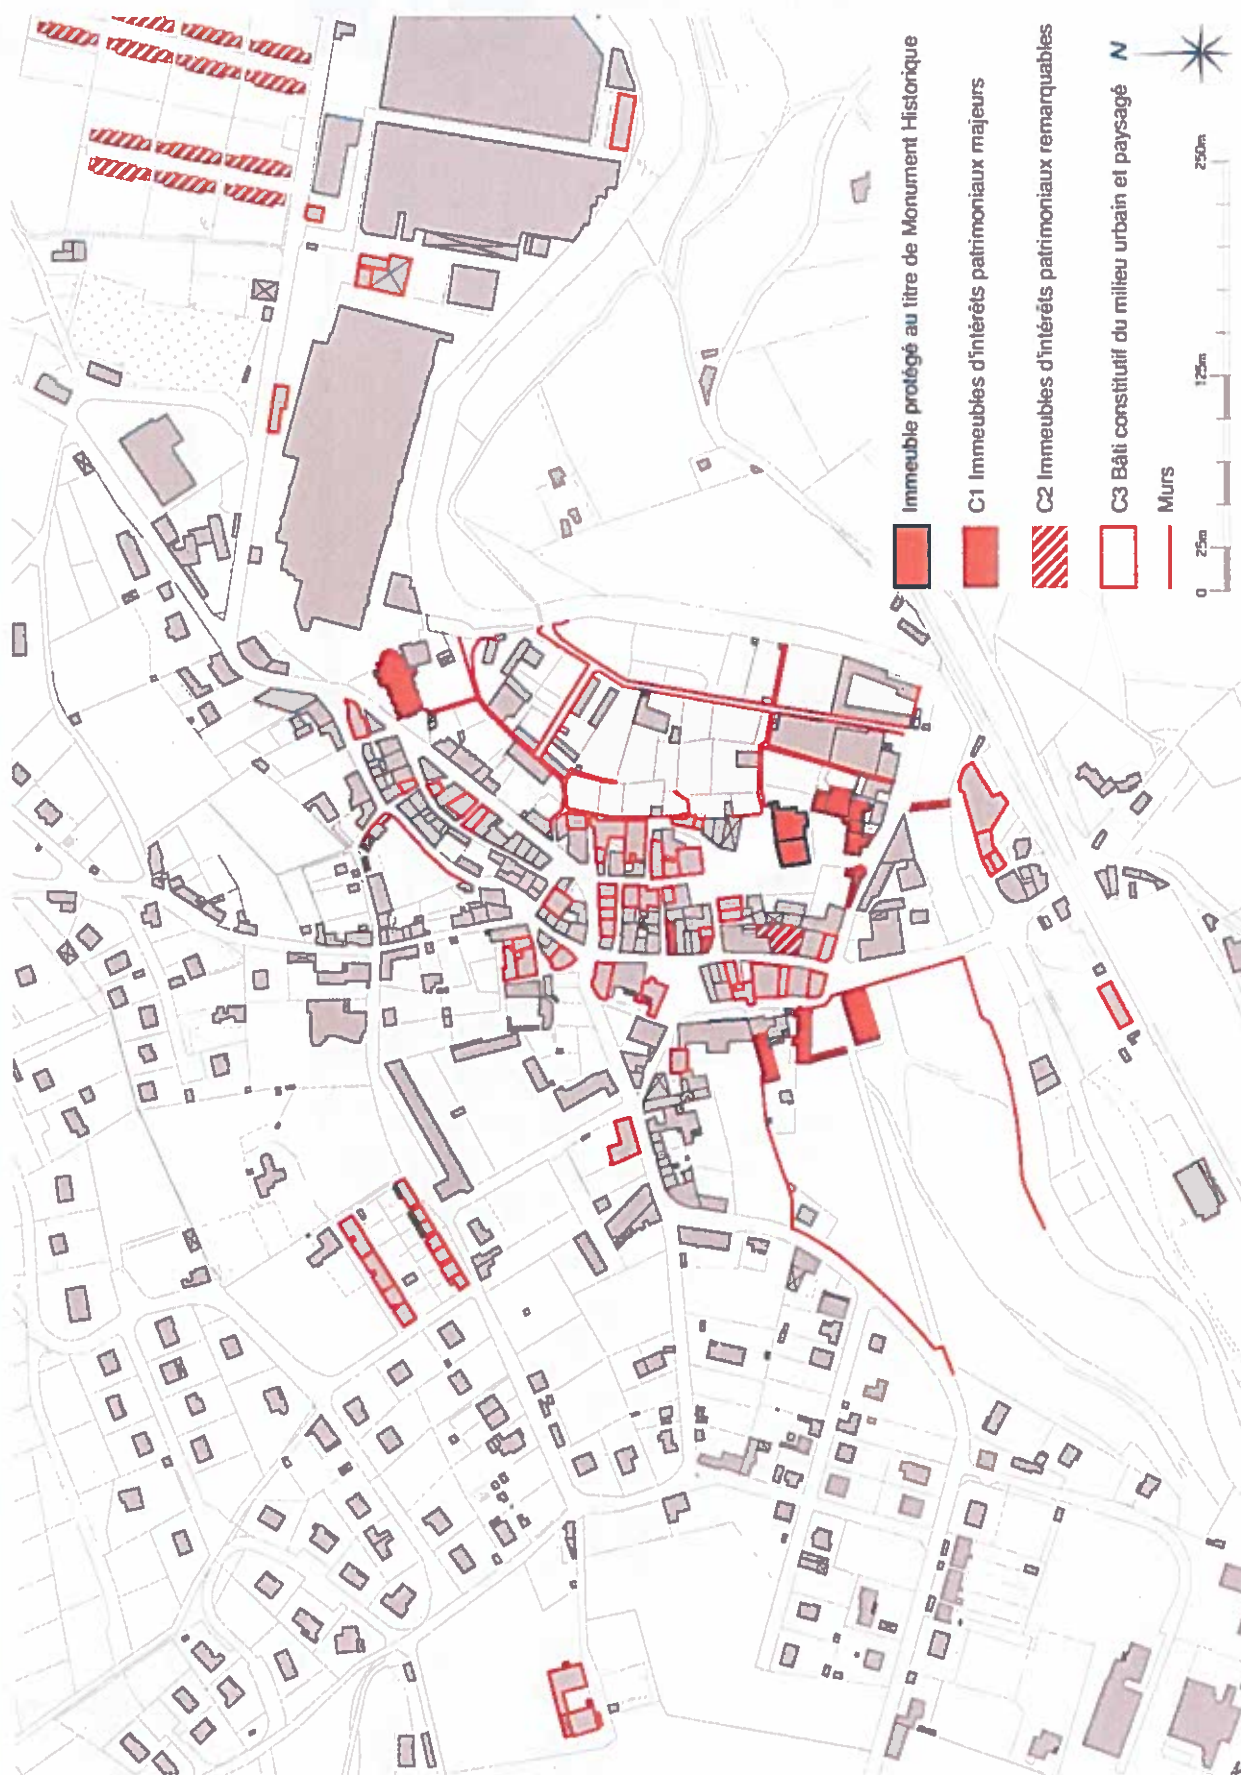 Immeuble protégé au titre de Monument Historique
C1 Immeubles d'intérêts patrimoniaux majeurs
C2 Immeubles d'intérêts patrimoniaux remarquables
C3 Bâti constitutif du milieu urbain et paysagé
Murs
N
0 25m 125m 250m